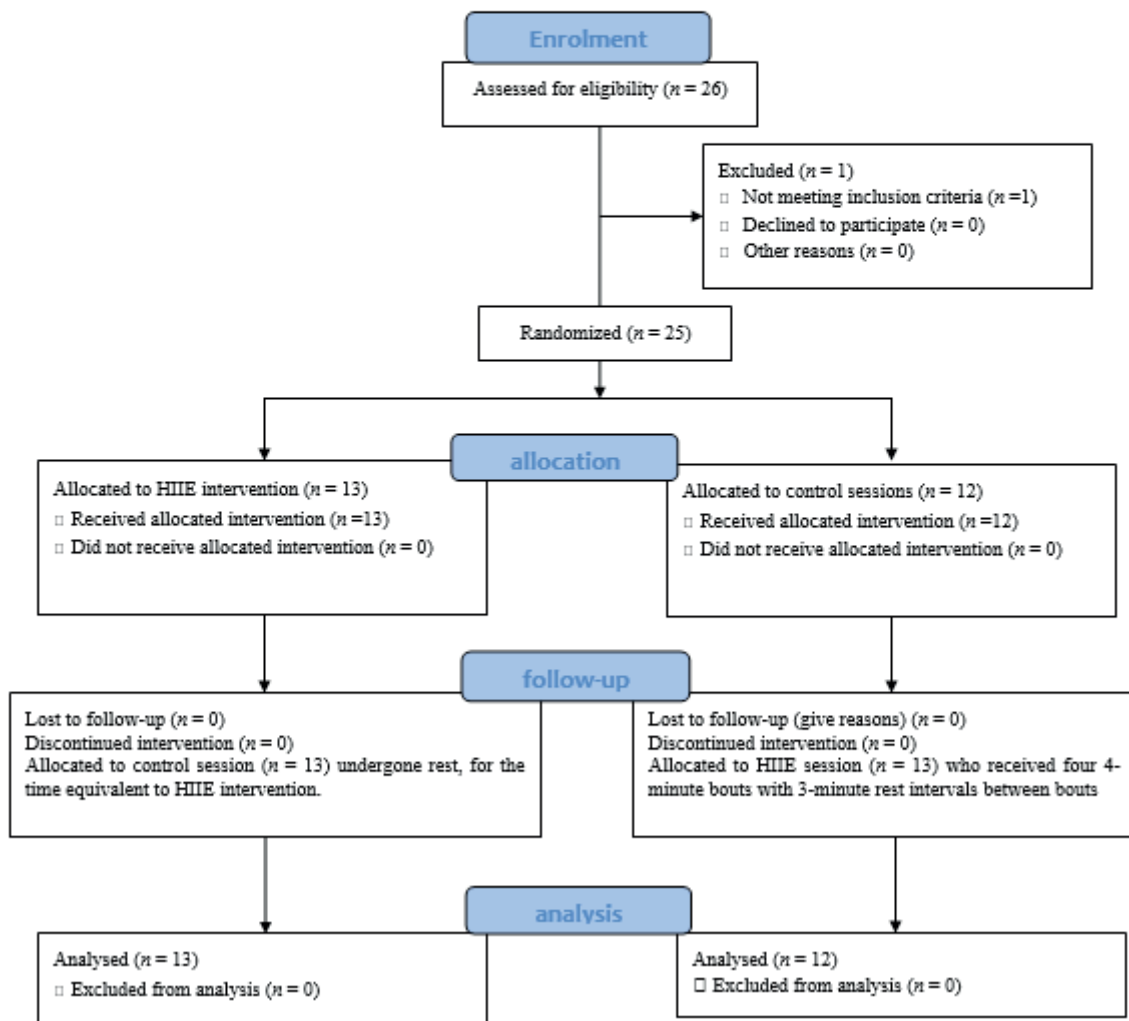 Enrolment
Assessed for eligibility (n = 26)
Excluded (n = 1)
□ Not meeting inclusion criteria (n =1)
□ Declined to participate (n = 0)
□ Other reasons (n = 0)
Randomized (n = 25)
allocation
Allocated to HIIE intervention (n = 13)
□ Received allocated intervention (n =13)
□ Did not receive allocated intervention (n = 0)
Allocated to control sessions (n = 12)
□ Received allocated intervention (n =12)
□ Did not receive allocated intervention (n = 0)
follow-up
Lost to follow-up (n = 0)
Discontinued intervention (n = 0)
Allocated to control session (n = 13) undergone rest, for the
time equivalent to HIIE intervention.
Lost to follow-up (give reasons) (n = 0)
Discontinued intervention (n = 0)
Allocated to HIIE session (n = 13) who received four 4-
minute bouts with 3-minute rest intervals between bouts
analysis
Analysed (n = 13)
□ Excluded from analysis (n = 0)
Analysed (n = 12)
□ Excluded from analysis (n = 0)